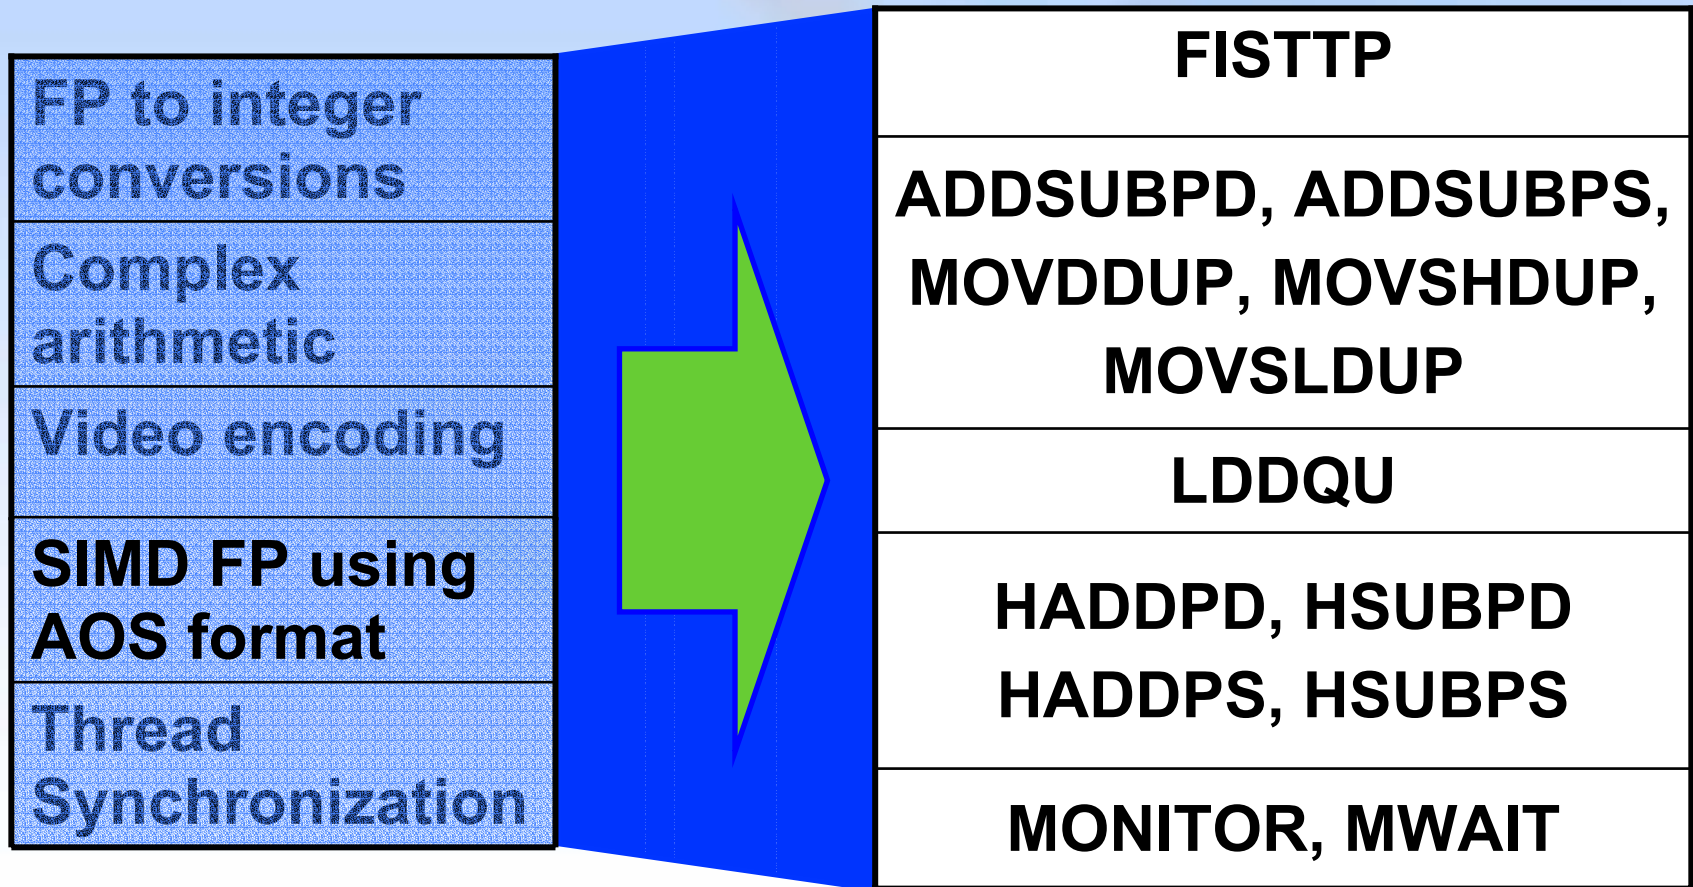 FP to integer
conversions
Complex
arithmetic
Video encoding
SIMD FP using
AOS format
Thread
Synchronization
FISTTP
ADDSUBPD, ADDSUBPS,
MOVDDUP, MOVSHDUP,
MOVSLDUP
LDDQU
HADDPD, HSUBPD
HADDPS, HSUBPS
MONITOR, MWAIT